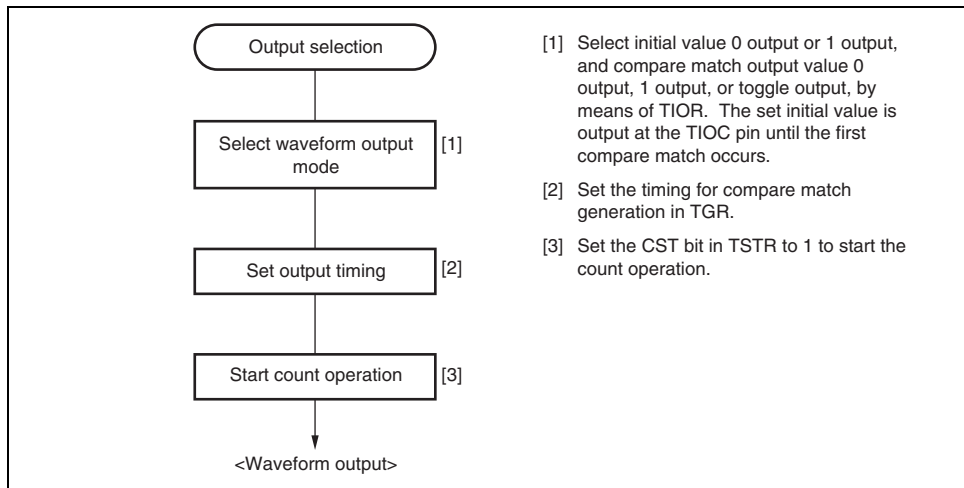 Output selection
Select waveform output
mode
[1]
Set output timing
[2]
Start count operation
[3]
<Waveform output>
[1] Select initial value 0 output or 1 output,
and compare match output value 0
output, 1 output, or toggle output, by
means of TIOR. The set initial value is
output at the TIOC pin until the first
compare match occurs.
[2] Set the timing for compare match
generation in TGR.
[3] Set the CST bit in TSTR to 1 to start the
count operation.